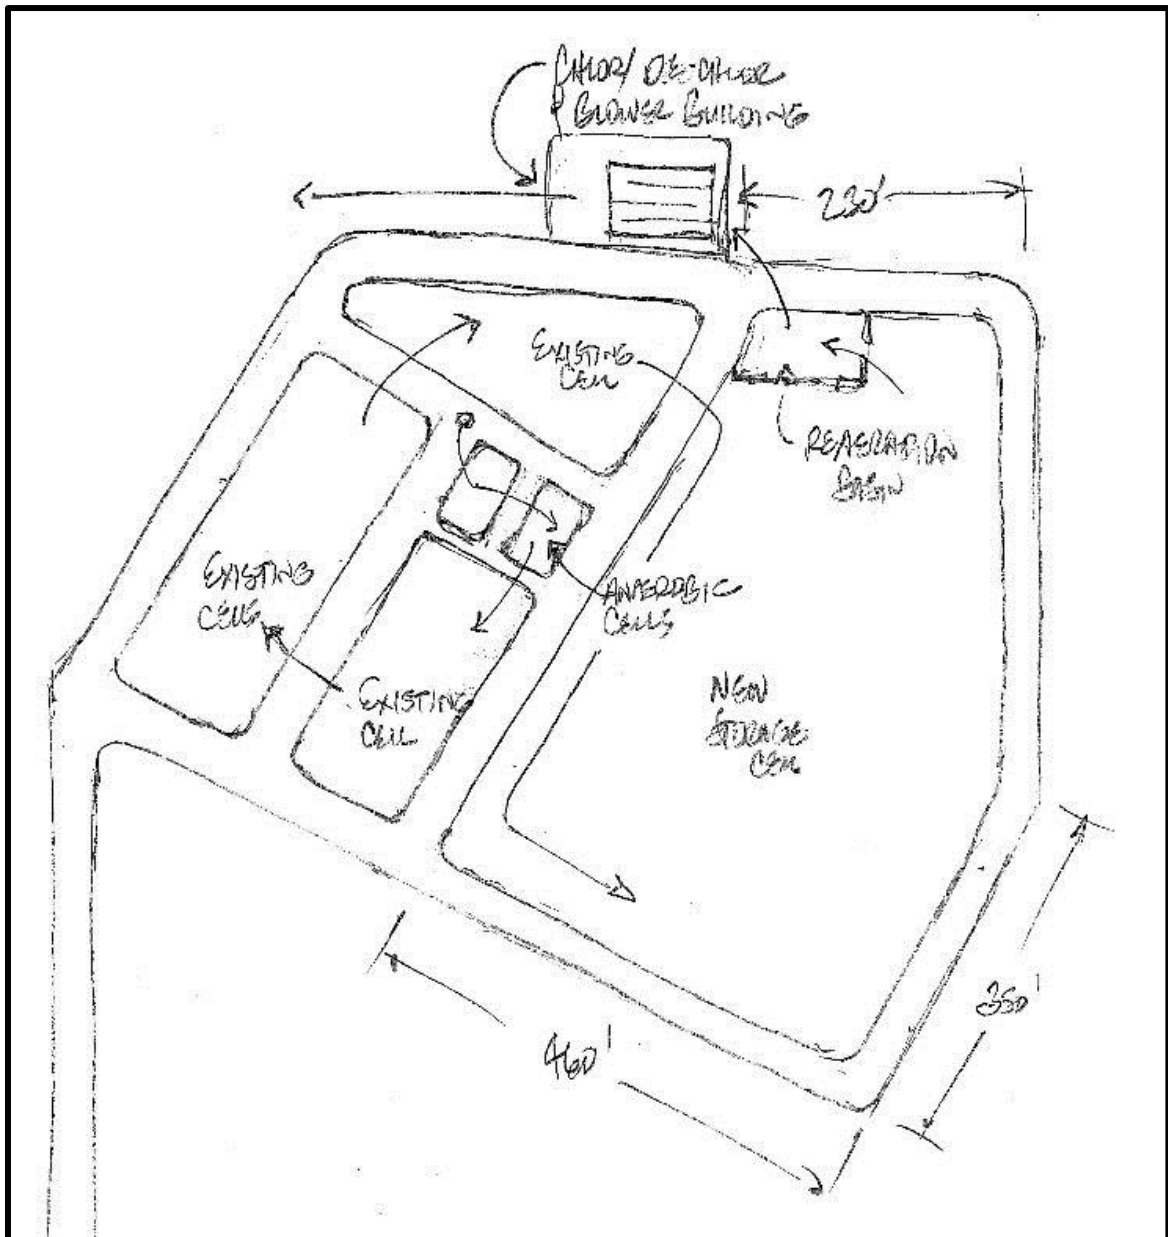 CHLOR/ DE-CHLOR
BLOWER BUILDING
230'
EXISTING
CELL
REAERATION
BASIN
EXISTING
CELL
ANAEROBIC
CELLS
EXISTING
CELL
NEW
STORAGE
CELL
350'
460'